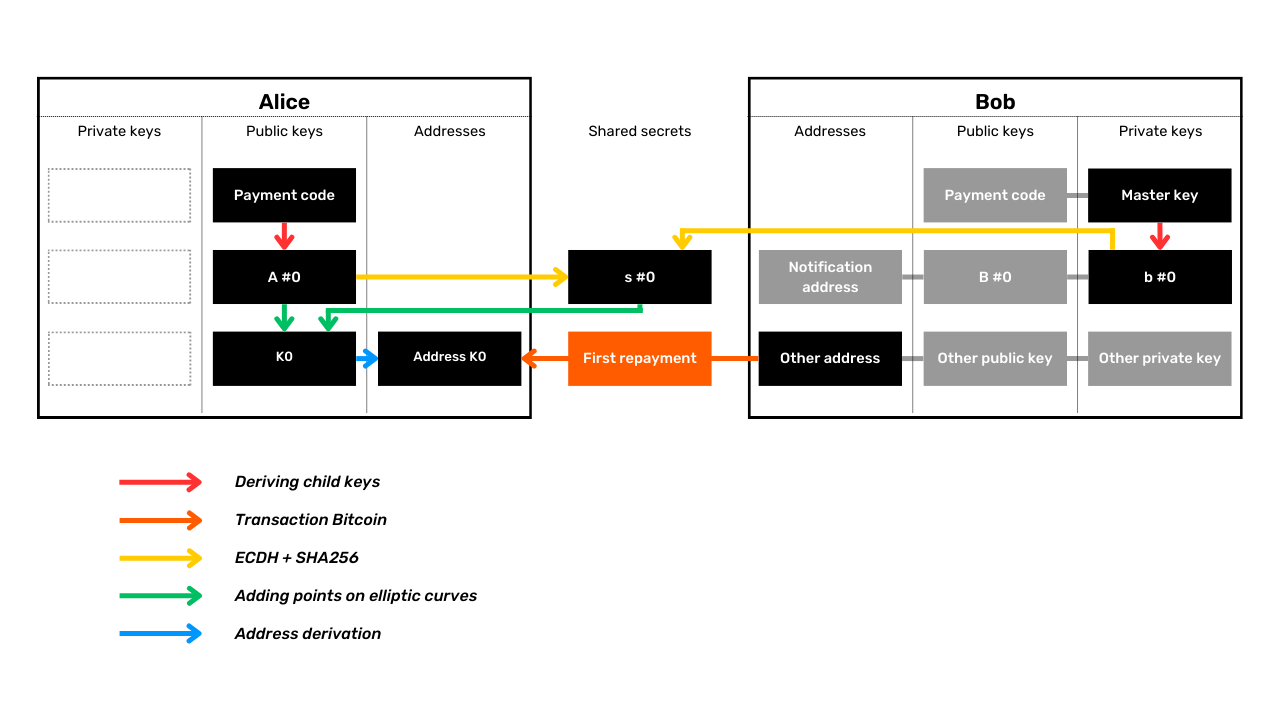 Alice
Private keys
Public keys
Addresses
Shared secrets
Bob
Addresses
Public keys
Private keys
Payment code
Payment code
Master key
A #0
s #0
Notification
address
B #0
b #0
K0
Address K0
First repayment
Other address
Other public key
Other private key
Deriving child keys
Transaction Bitcoin
ECDH + SHA256
Adding points on elliptic curves
Address derivation